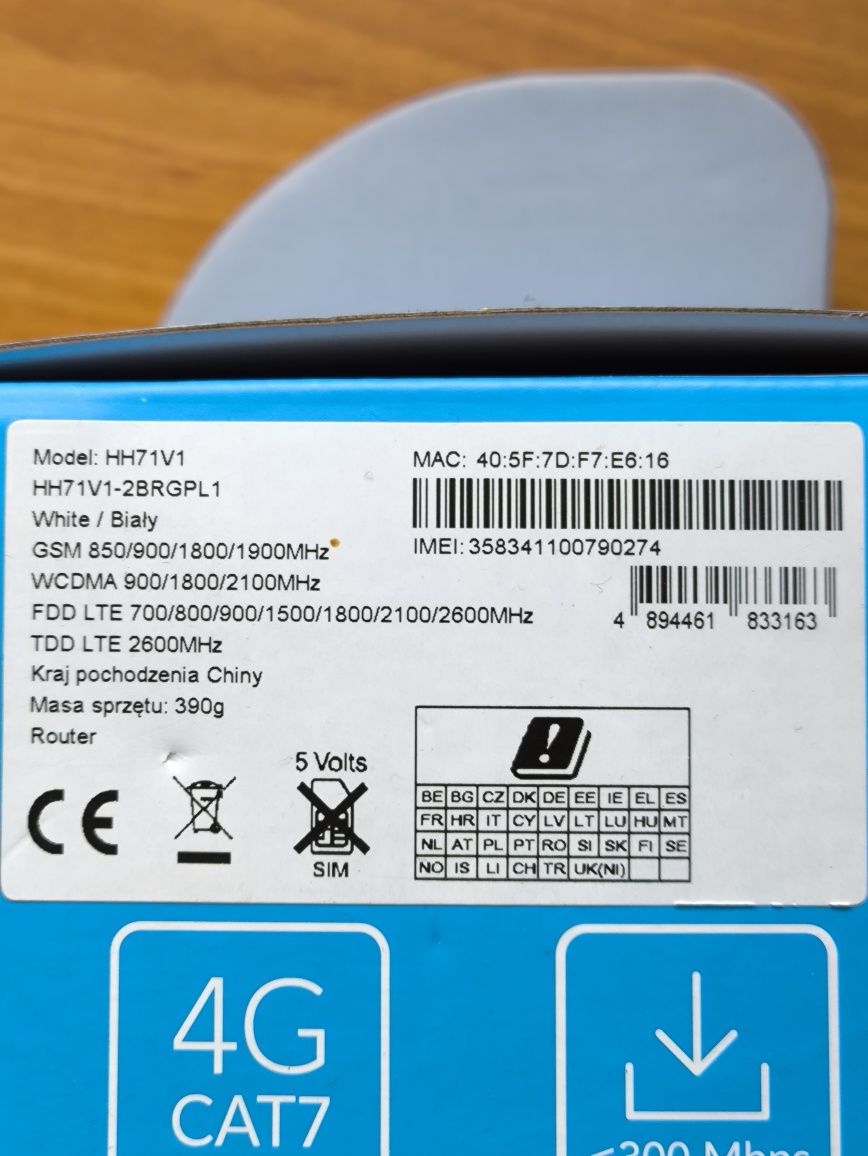 Model: HH71V1
HH71V1-2BRGPL1
White / Biały
GSM 850/900/1800/1900MHz
WCDMA 900/1800/2100MHz
FDD LTE 700/800/900/1500/1800/2100/2600MHz
TDD LTE 2600MHz
Kraj pochodzenia Chiny
Masa sprzętu: 390g
Router
MAC: 40:5F:7D:F7:E6:16
IMEI: 358341100790274
4 894461 833163
CE
5 Volts
SIM
!
BE BG CZ DK DE EE IE EL ES
FR HR IT CY LV LT LU HU MT
NL AT PL PT RO SI SK FI SE
NO IS LI CH TR UK(NI)
4G
CAT7
≤300 Mbps